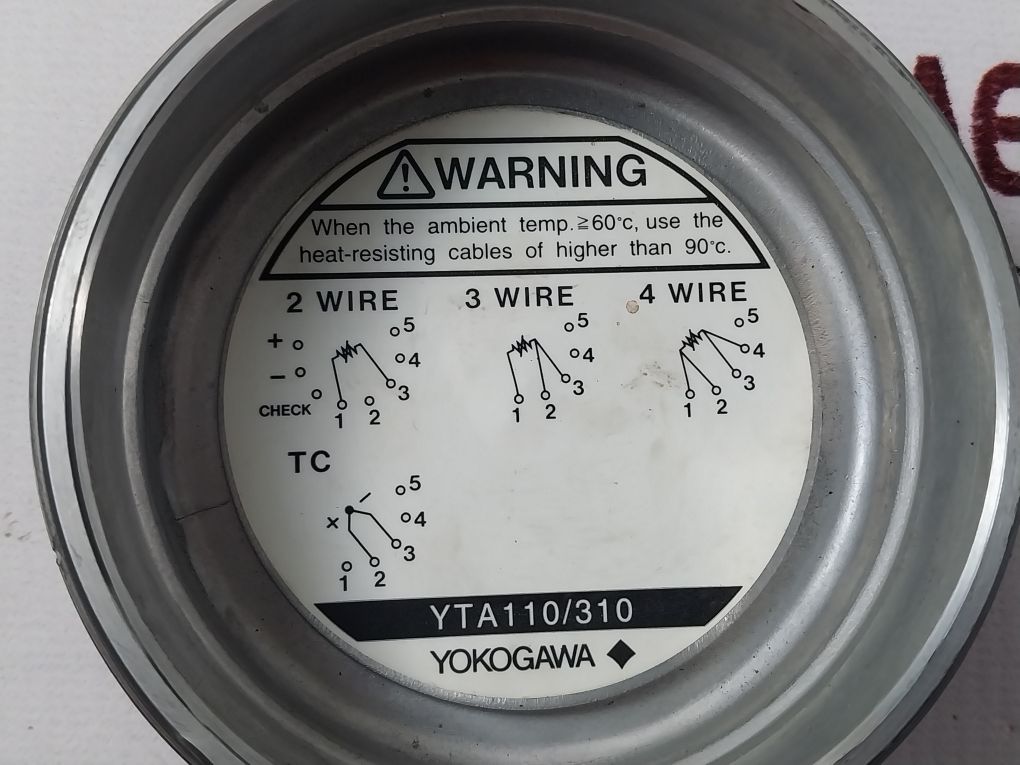 WARNING
When the ambient temp.≧60°c, use the
heat-resisting cables of higher than 90°c.
2 WIRE 3 WIRE 4 WIRE
+ − CHECK 1 2 3 4 5
1 2 3 4 5
1 2 3 4 5
TC
+ − 1 2 3 4 5
YTA110/310
YOKOGAWA